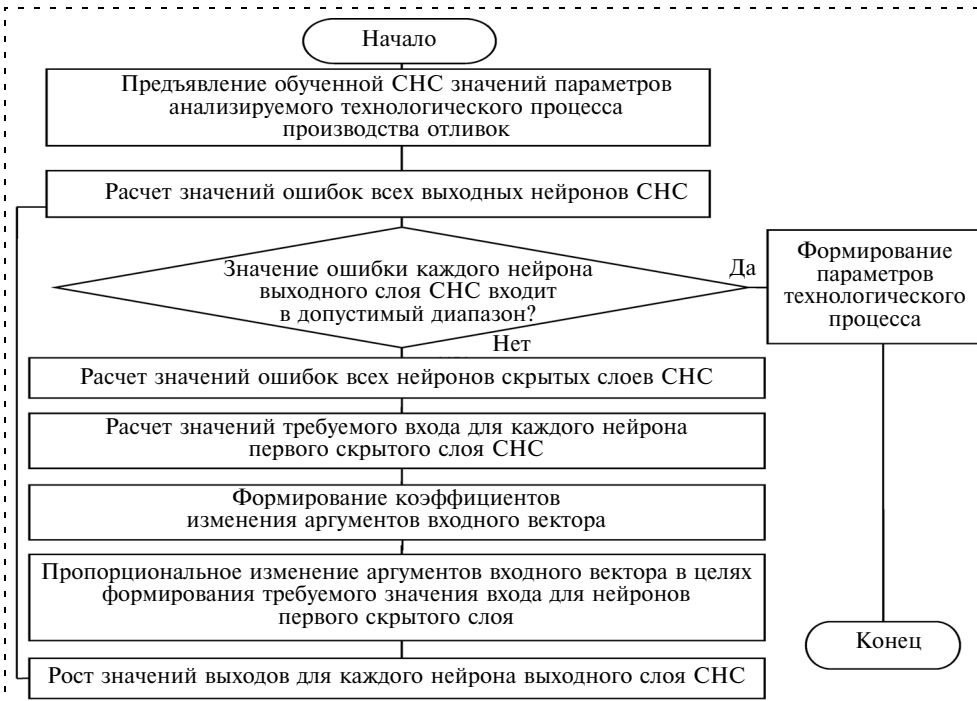 Начало
Предъявление обученной СНС значений параметров
анализируемого технологического процесса
производства отливок
Расчет значений ошибок всех выходных нейронов СНС
Значение ошибки каждого нейрона
выходного слоя СНС входит
в допустимый диапазон?
Да
Формирование
параметров
технологического
процесса
Нет
Расчет значений ошибок всех нейронов скрытых слоев СНС
Расчет значений требуемого входа для каждого нейрона
первого скрытого слоя СНС
Формирование коэффициентов
изменения аргументов входного вектора
Пропорциональное изменение аргументов входного вектора в целях
формирования требуемого значения входа для нейронов
первого скрытого слоя
Конец
Рост значений выходов для каждого нейрона выходного слоя СНС